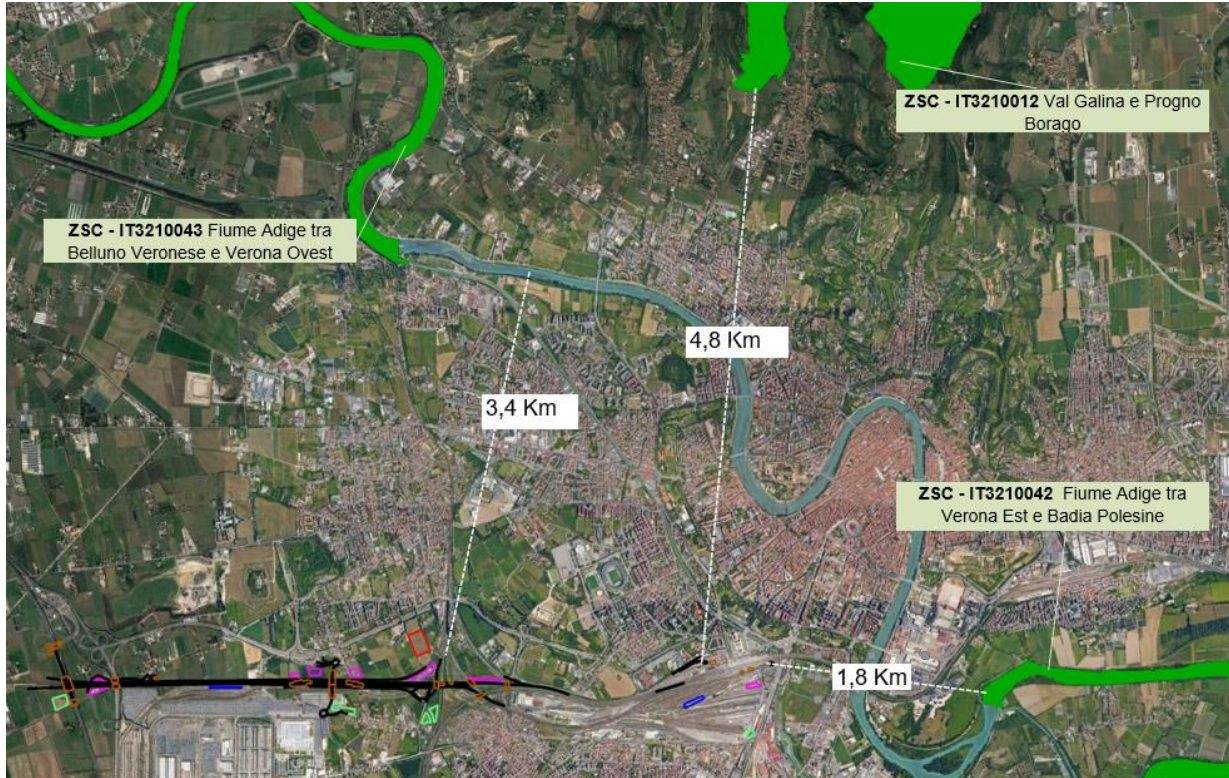 ZSC - IT3210012 Val Galina e Progno
Borago
ZSC - IT3210043 Fiume Adige tra
Belluno Veronese e Verona Ovest
4,8 Km
3,4 Km
ZSC - IT3210042 Fiume Adige tra
Verona Est e Badia Polesine
1,8 Km